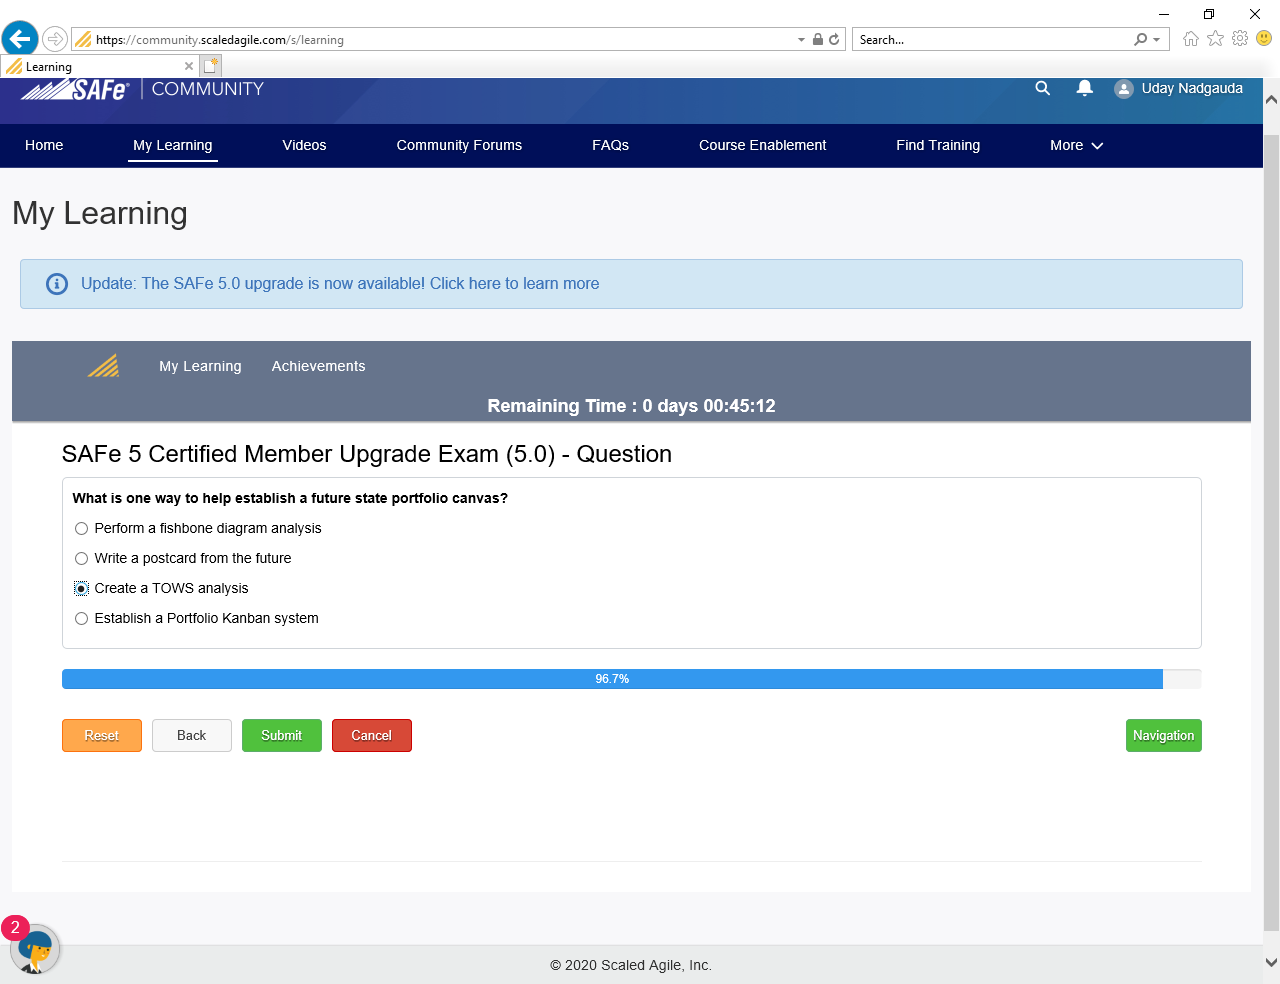 https://community.scaledagile.com/s/learning
Search...
Learning
SAFe® | COMMUNITY
Uday Nadgauda
Home
My Learning
Videos
Community Forums
FAQs
Course Enablement
Find Training
More
My Learning
Update: The SAFe 5.0 upgrade is now available! Click here to learn more
My Learning
Achievements
Remaining Time : 0 days 00:45:12
SAFe 5 Certified Member Upgrade Exam (5.0) - Question
What is one way to help establish a future state portfolio canvas?
Perform a fishbone diagram analysis
Write a postcard from the future
Create a TOWS analysis
Establish a Portfolio Kanban system
96.7%
Reset
Back
Submit
Cancel
Navigation
2
© 2020 Scaled Agile, Inc.